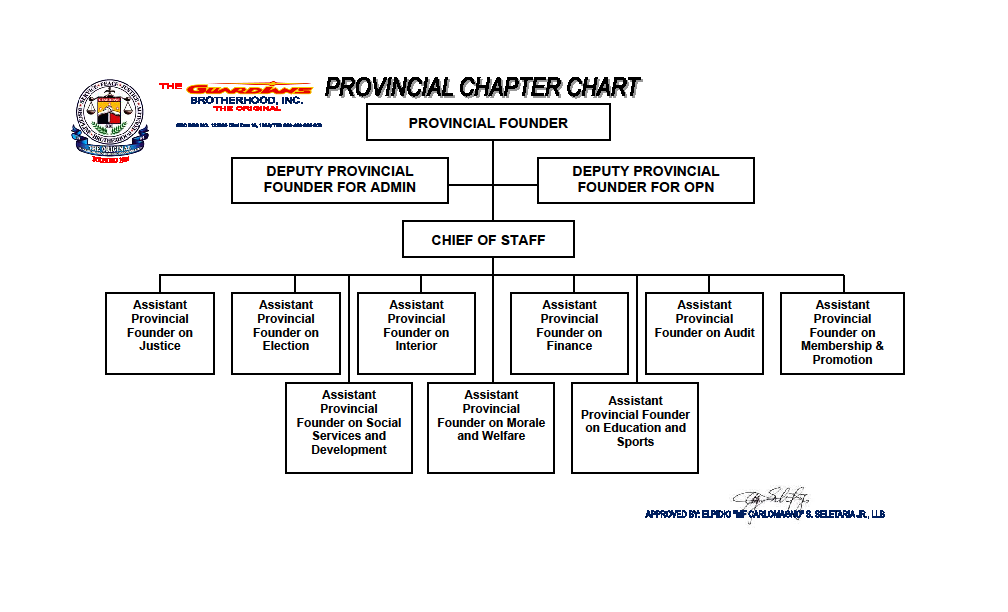 THE GUARDIANS
BROTHERHOOD, INC.
THE ORIGINAL
PROVINCIAL CHAPTER CHART
THE ORIGINAL
PROVINCIAL FOUNDER
DEPUTY PROVINCIAL
FOUNDER FOR ADMIN
DEPUTY PROVINCIAL
FOUNDER FOR OPN
CHIEF OF STAFF
Assistant
Provincial
Founder on
Justice
Assistant
Provincial
Founder on
Election
Assistant
Provincial
Founder on
Interior
Assistant
Provincial
Founder on
Finance
Assistant
Provincial
Founder on Audit
Assistant
Provincial
Founder on
Membership &
Promotion
Assistant
Provincial
Founder on Social
Services and
Development
Assistant
Provincial
Founder on Morale
and Welfare
Assistant
Provincial Founder
on Education and
Sports
APPROVED BY: ELPIDIO "MF CARLOMAGNO" S. SELETARIA JR., LLB